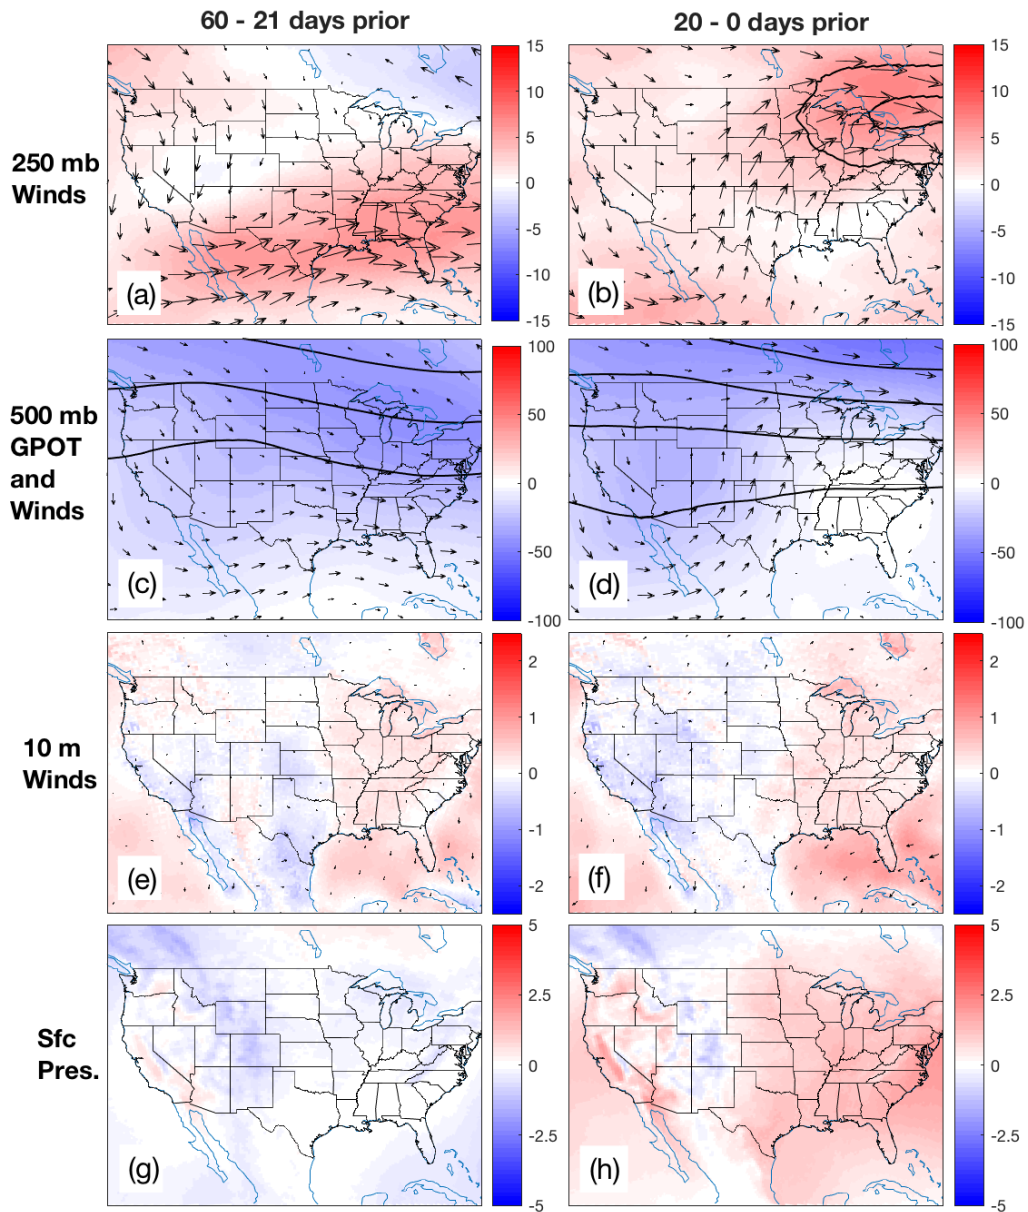 60 - 21 days prior
20 - 0 days prior
250 mb
Winds
(a)
15
10
5
0
-5
-10
-15
(b)
15
10
5
0
-5
-10
-15
500 mb
GPOT
and
Winds
(c)
100
50
0
-50
-100
(d)
100
50
0
-50
-100
10 m
Winds
(e)
2
1
0
-1
-2
(f)
2
1
0
-1
-2
Sfc
Pres.
(g)
5
2.5
0
-2.5
-5
(h)
5
2.5
0
-2.5
-5